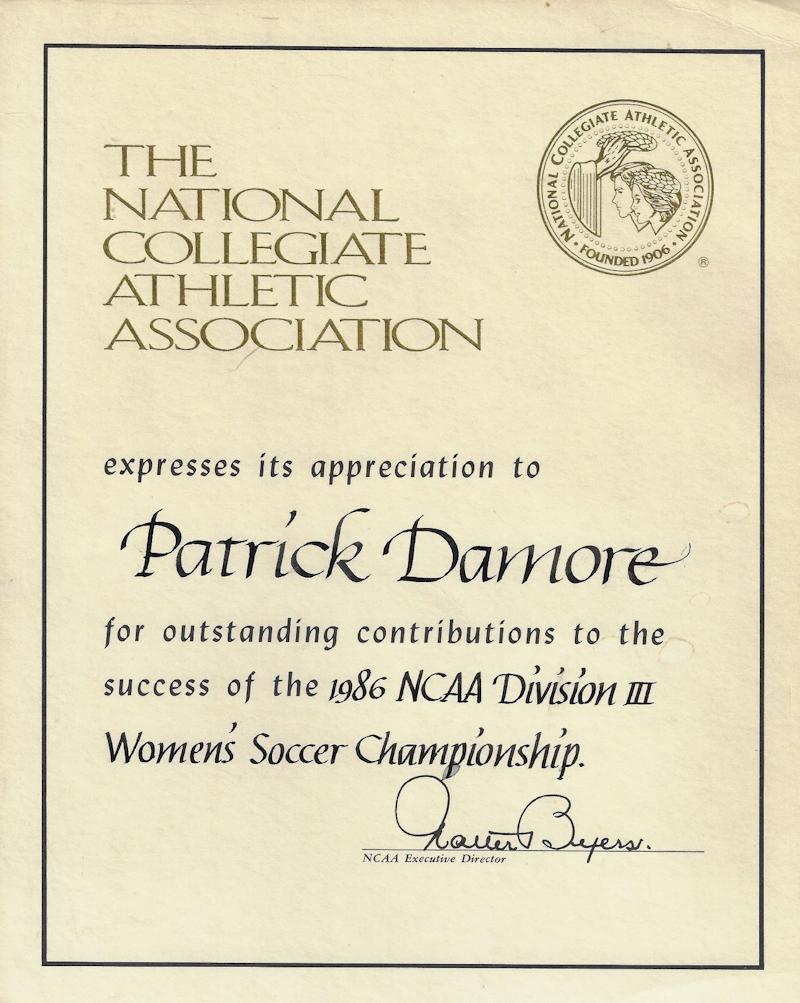 THE
NATIONAL
COLLEGIATE
ATHLETIC
ASSOCIATION
NATIONAL COLLEGIATE ATHLETIC ASSOCIATION
• FOUNDED 1906 •
®
expresses its appreciation to
Patrick Damore
for outstanding contributions to the
success of the 1986 NCAA Division III
Women's Soccer Championship.
Walter Byers.
NCAA Executive Director